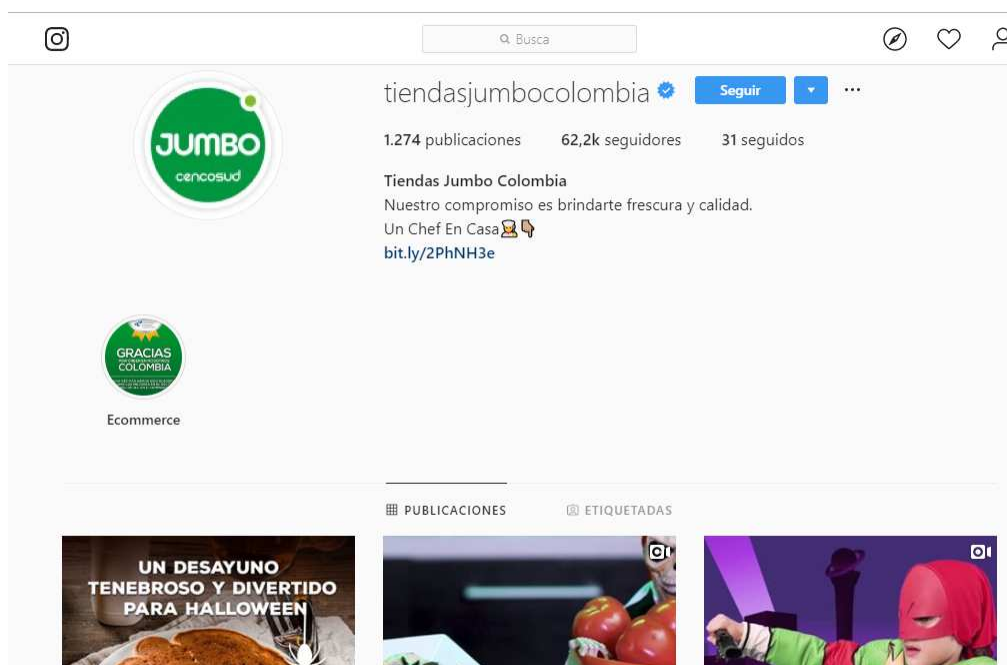 Busca
tiendasjumbocolombia
Seguir
1.274 publicaciones 62,2k seguidores 31 seguidos
JUMBO
cencosud
Tiendas Jumbo Colombia
Nuestro compromiso es brindarte frescura y calidad.
Un Chef En Casa
bit.ly/2PhNH3e
GRACIAS
COLOMBIA
Ecommerce
PUBLICACIONES
ETIQUETADAS
UN DESAYUNO
TENEBROSO Y DIVERTIDO
PARA HALLOWEEN